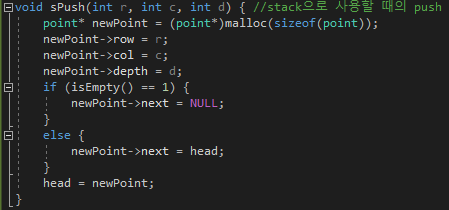 void sPush(int r, int c, int d) { //stack으로 사용할 때의 push
    point* newPoint = (point*)malloc(sizeof(point));
    newPoint->row = r;
    newPoint->col = c;
    newPoint->depth = d;
    if (isEmpty() == 1) {
        newPoint->next = NULL;
    }
    else {
        newPoint->next = head;
    }
    head = newPoint;
}